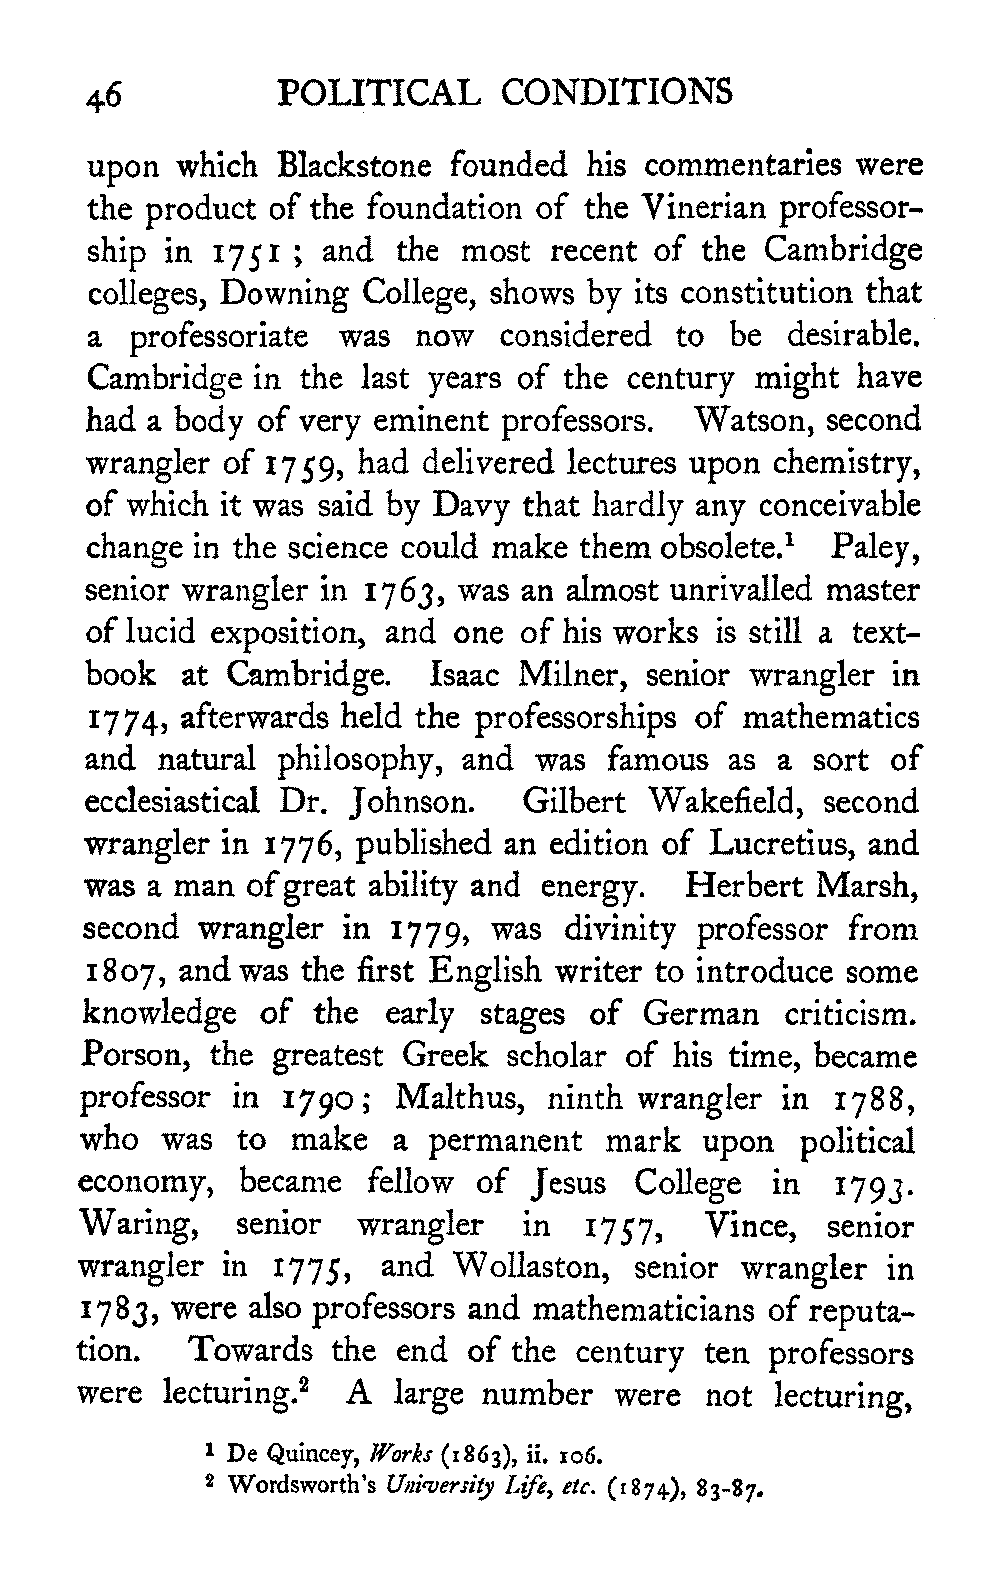 46 POLITICAL CONDITIONS
upon which Blackstone founded his commentaries were
the product of the foundation of the Vinerian professor-
ship in 1751 ; and the most recent of the Cambridge
colleges, Downing College, shows by its constitution that
a professoriate was now considered to be desirable.
Cambridge in the last years of the century might have
had a body of very eminent professors. Watson, second
wrangler of 1759, had delivered lectures upon chemistry,
of which it was said by Davy that hardly any conceivable
change in the science could make them obsolete.¹ Paley,
senior wrangler in 1763, was an almost unrivalled master
of lucid exposition, and one of his works is still a text-
book at Cambridge. Isaac Milner, senior wrangler in
1774, afterwards held the professorships of mathematics
and natural philosophy, and was famous as a sort of
ecclesiastical Dr. Johnson. Gilbert Wakefield, second
wrangler in 1776, published an edition of Lucretius, and
was a man of great ability and energy. Herbert Marsh,
second wrangler in 1779, was divinity professor from
1807, and was the first English writer to introduce some
knowledge of the early stages of German criticism.
Porson, the greatest Greek scholar of his time, became
professor in 1790 ; Malthus, ninth wrangler in 1788,
who was to make a permanent mark upon political
economy, became fellow of Jesus College in 1793.
Waring, senior wrangler in 1757, Vince, senior
wrangler in 1775, and Wollaston, senior wrangler in
1783, were also professors and mathematicians of reputa-
tion. Towards the end of the century ten professors
were lecturing.² A large number were not lecturing,
¹ De Quincey, Works (1863), ii. 106.
² Wordsworth's University Life, etc. (1874), 83-87.